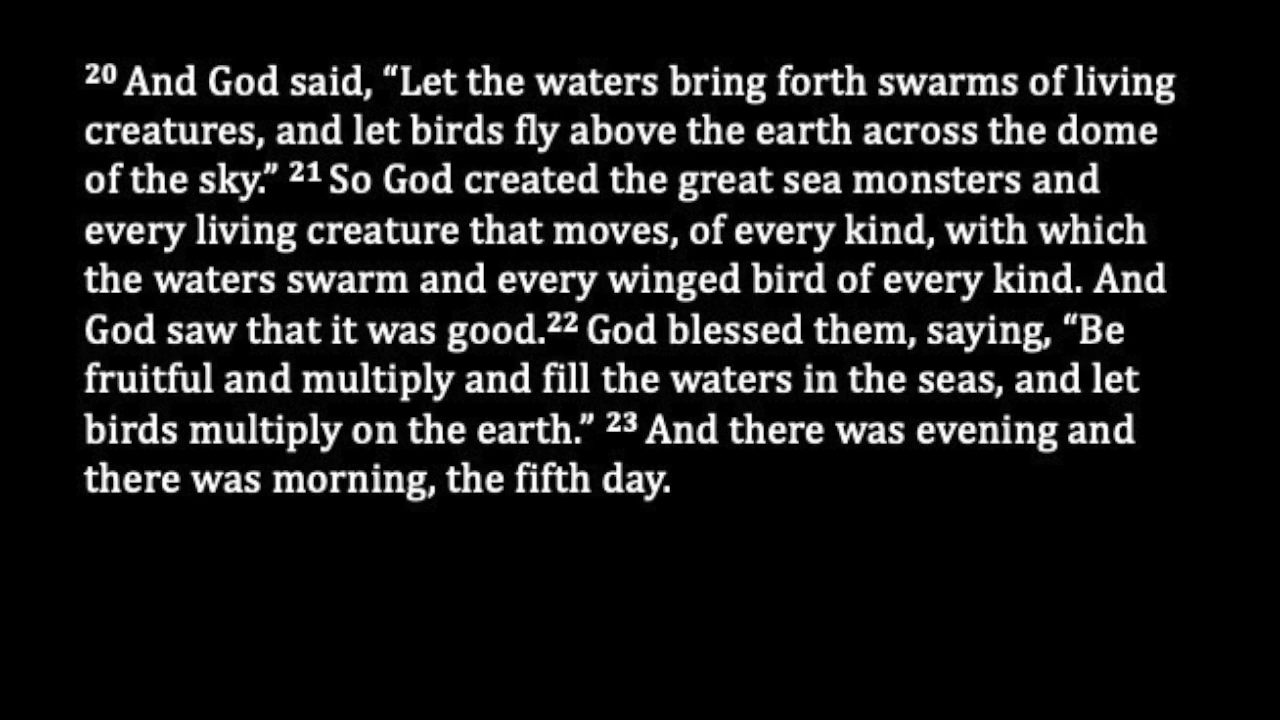 20 And God said, “Let the waters bring forth swarms of living
creatures, and let birds fly above the earth across the dome
of the sky.” 21 So God created the great sea monsters and
every living creature that moves, of every kind, with which
the waters swarm and every winged bird of every kind. And
God saw that it was good.22 God blessed them, saying, “Be
fruitful and multiply and fill the waters in the seas, and let
birds multiply on the earth.” 23 And there was evening and
there was morning, the fifth day.